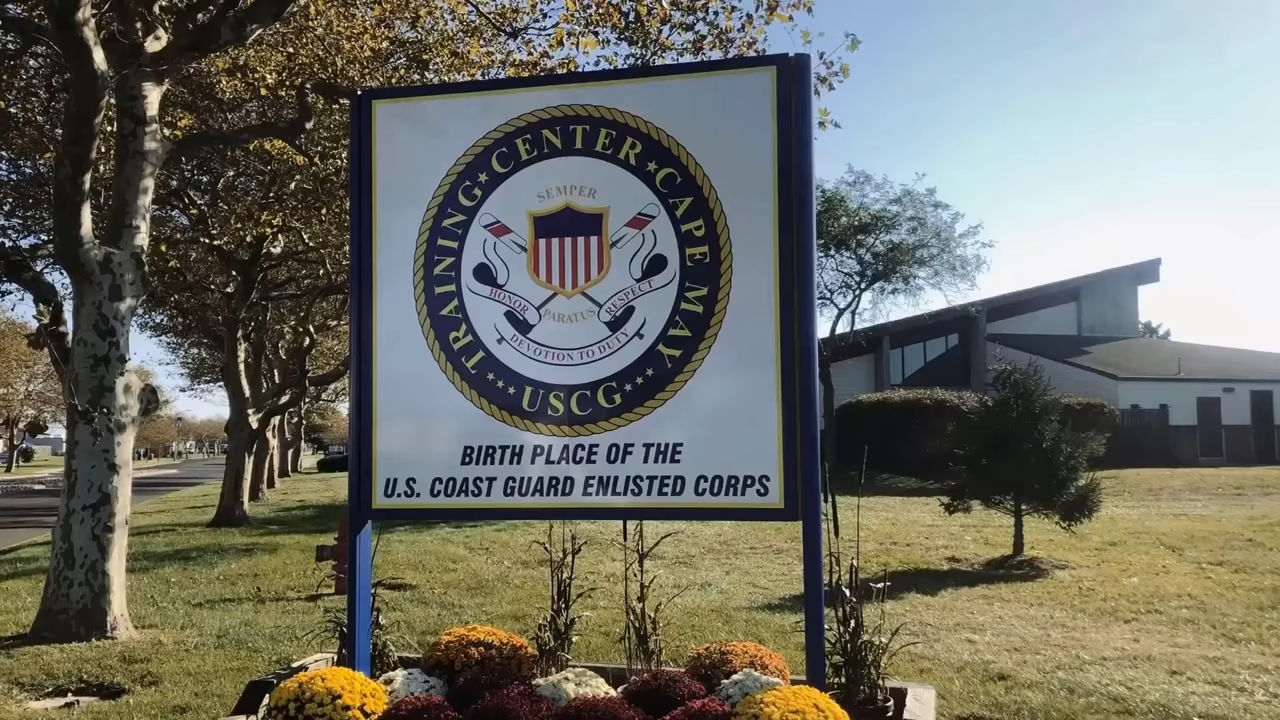 TRAINING★CENTER★CAPE MAY
★★★USCG★★★
SEMPER
HONOR
PARATUS
RESPECT
DEVOTION TO DUTY
BIRTH PLACE OF THE
U.S. COAST GUARD ENLISTED CORPS